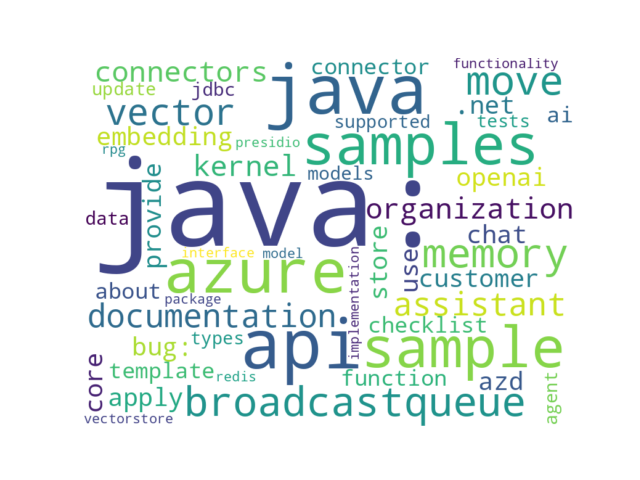 functionality
connectors
connector
java
move
update
jdbc
vector
.net
ai
supported
tests
embedding
presidio
samples
rpg
kernel
models
openai
java:
provide
organization
data
chat
interface
model
memory
azure
store
use
customer
about
package
implementation
assistant
documentation
checklist
api
sample
bug:
types
core
template
redis
function
azd
agent
apply
broadcastqueue
vectorstore